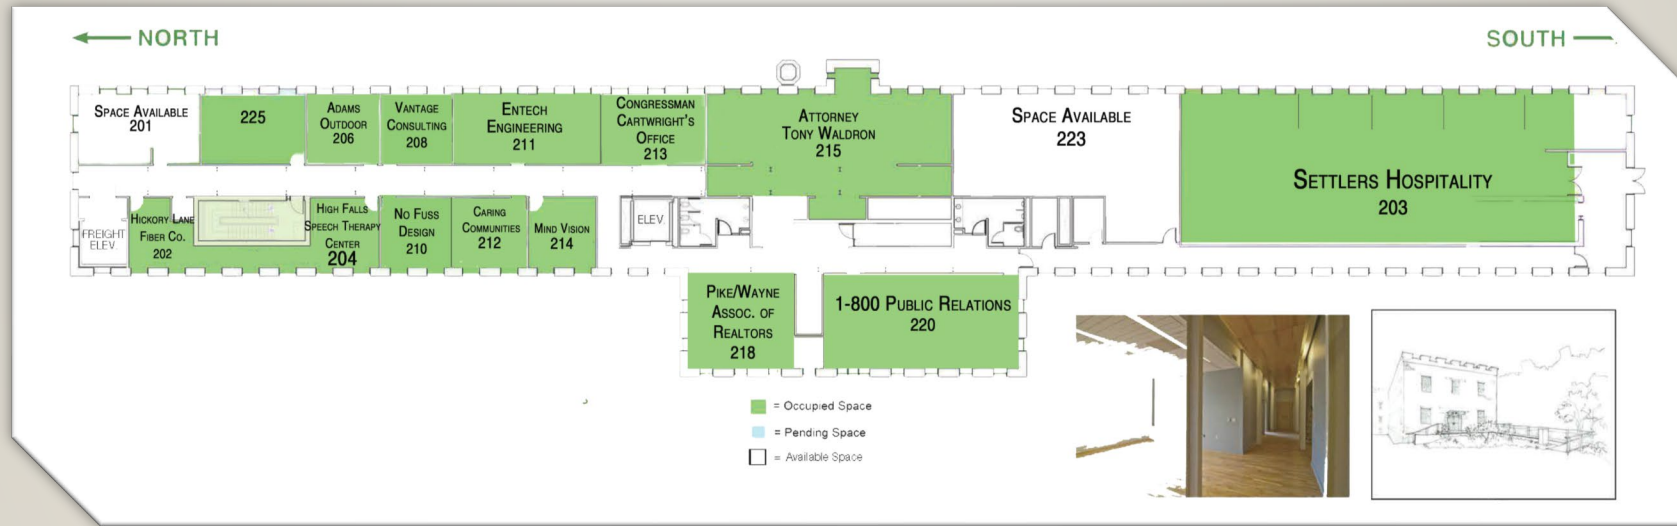 NORTH
SOUTH
SPACE AVAILABLE
201
225
ADAMS
OUTDOOR
206
VANTAGE
CONSULTING
208
ENTECH
ENGINEERING
211
CONGRESSMAN
CARTWRIGHT'S
OFFICE
213
ATTORNEY
TONY WALDRON
215
SPACE AVAILABLE
223
SETTLERS HOSPITALITY
203
FREIGHT
ELEV.
HICKORY LANE
FIBER CO.
202
HIGH FALLS
SPEECH THERAPY
CENTER
204
NO FUSS
DESIGN
210
CARING
COMMUNITIES
212
MIND VISION
214
ELEV.
PIKE/WAYNE
ASSOC. OF
REALTORS
218
1-800 PUBLIC RELATIONS
220
= Occupied Space
= Pending Space
= Available Space